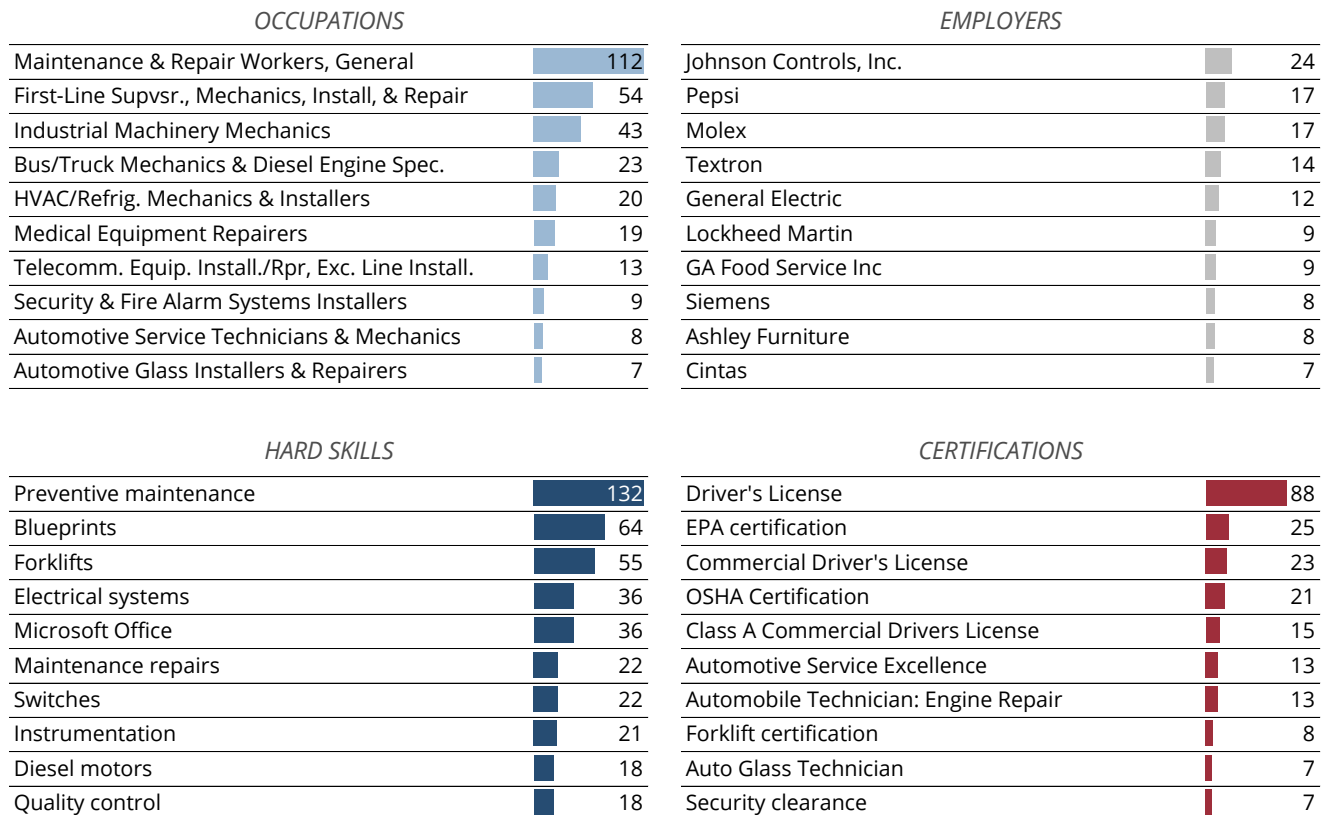 OCCUPATIONS
Maintenance & Repair Workers, General 112
First-Line Supvsr., Mechanics, Install, & Repair 54
Industrial Machinery Mechanics 43
Bus/Truck Mechanics & Diesel Engine Spec. 23
HVAC/Refrig. Mechanics & Installers 20
Medical Equipment Repairers 19
Telecomm. Equip. Install./Rpr, Exc. Line Install. 13
Security & Fire Alarm Systems Installers 9
Automotive Service Technicians & Mechanics 8
Automotive Glass Installers & Repairers 7
EMPLOYERS
Johnson Controls, Inc. 24
Pepsi 17
Molex 17
Textron 14
General Electric 12
Lockheed Martin 9
GA Food Service Inc 9
Siemens 8
Ashley Furniture 8
Cintas 7
HARD SKILLS
Preventive maintenance 132
Blueprints 64
Forklifts 55
Electrical systems 36
Microsoft Office 36
Maintenance repairs 22
Switches 22
Instrumentation 21
Diesel motors 18
Quality control 18
CERTIFICATIONS
Driver's License 88
EPA certification 25
Commercial Driver's License 23
OSHA Certification 21
Class A Commercial Drivers License 15
Automotive Service Excellence 13
Automobile Technician: Engine Repair 13
Forklift certification 8
Auto Glass Technician 7
Security clearance 7